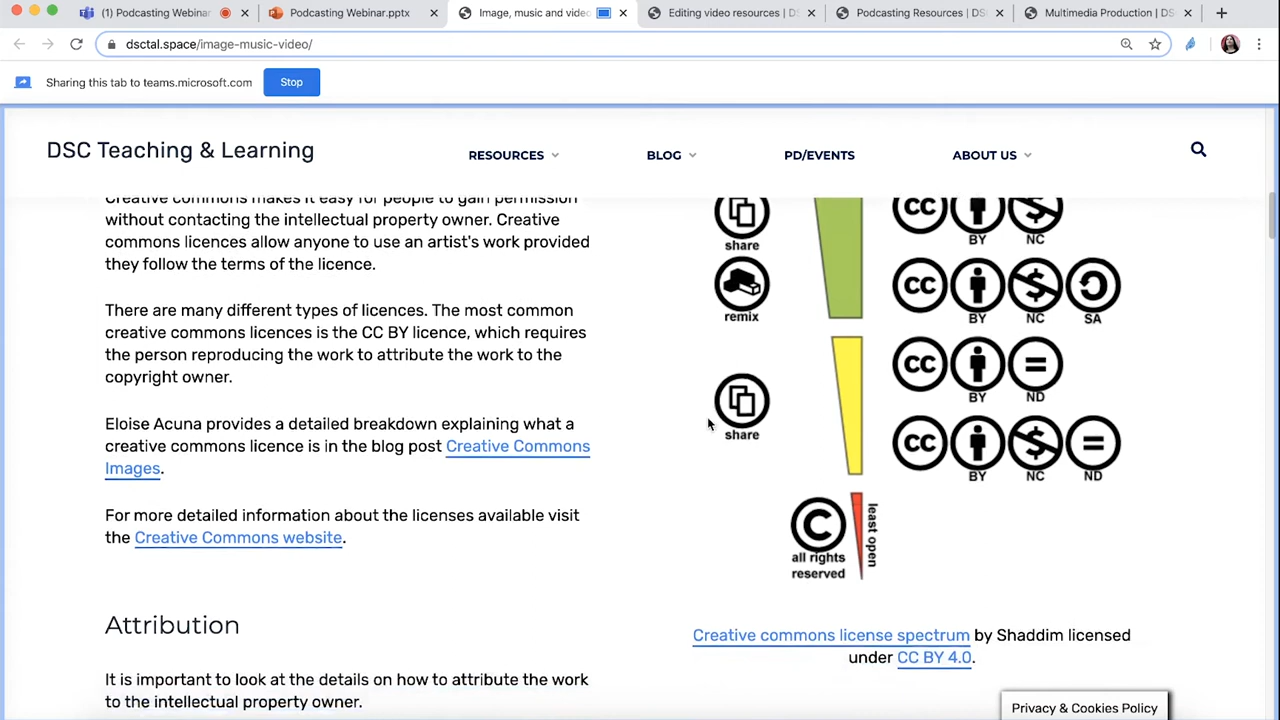 (1) Podcasting Webinar
Podcasting Webinar.pptx
Image, music and vide
Editing video resources | DS
Podcasting Resources | DS
Multimedia Production | DS
dsctal.space/image-music-video/
Sharing this tab to teams.microsoft.com
Stop
DSC Teaching & Learning
RESOURCES
BLOG
PD/EVENTS
ABOUT US
Creative commons makes it easy for people to gain permission
without contacting the intellectual property owner. Creative
commons licences allow anyone to use an artist's work provided
they follow the terms of the licence.
There are many different types of licences. The most common
creative commons licences is the CC BY licence, which requires
the person reproducing the work to attribute the work to the
copyright owner.
Eloise Acuna provides a detailed breakdown explaining what a
creative commons licence is in the blog post Creative Commons
Images.
For more detailed information about the licenses available visit
the Creative Commons website.
Attribution
It is important to look at the details on how to attribute the work
to the intellectual property owner.
share
remix
CC
BY NC
CC
BY NC SA
share
CC
BY ND
CC
BY NC ND
C
all rights
reserved
least open
Creative commons license spectrum by Shaddim licensed
under CC BY 4.0.
Privacy & Cookies Policy